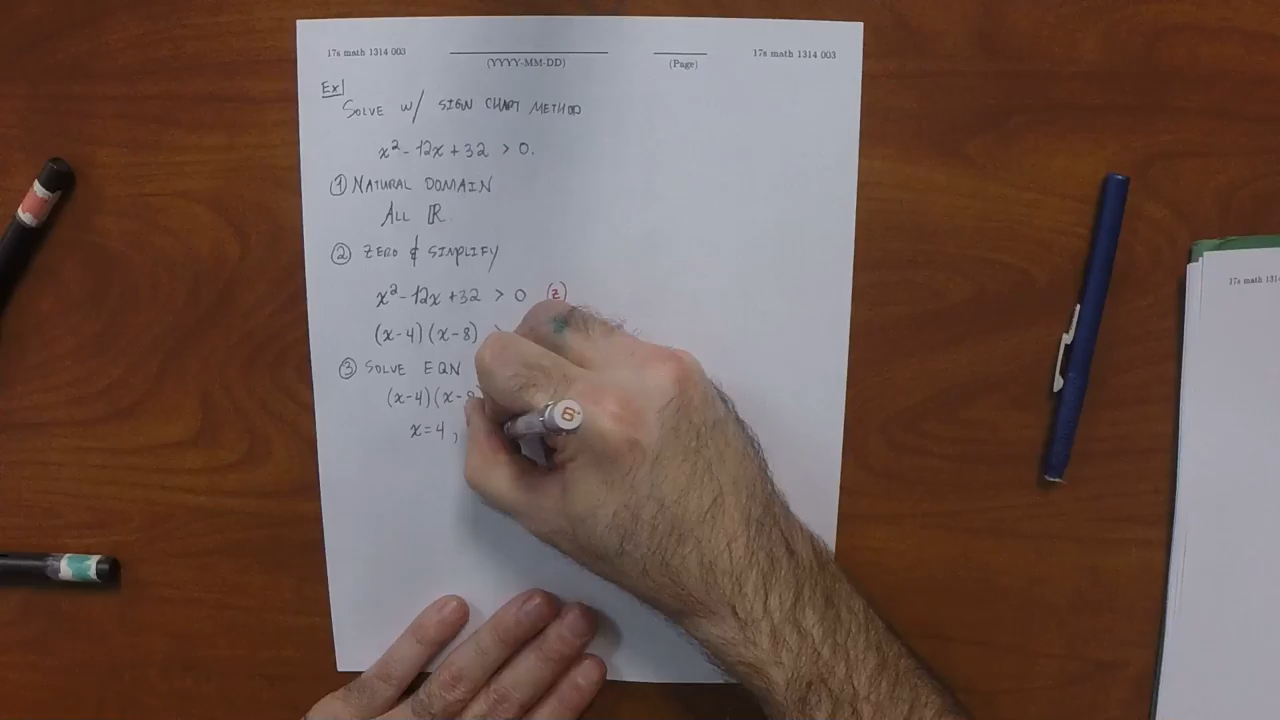 17s math 1314 003 (YYYY-MM-DD) (Page) 17s math 1314 003
Ex
SOLVE W/ SIGN CHART METHOD
x²-12x+32 > 0.
① NATURAL DOMAIN
ALL ℝ.
② ZERO & SIMPLIFY
x²-12x+32 > 0 (z)
(x-4)(x-8)
③ SOLVE EQN
(x-4)(x-8
x=4,
17s math 1314